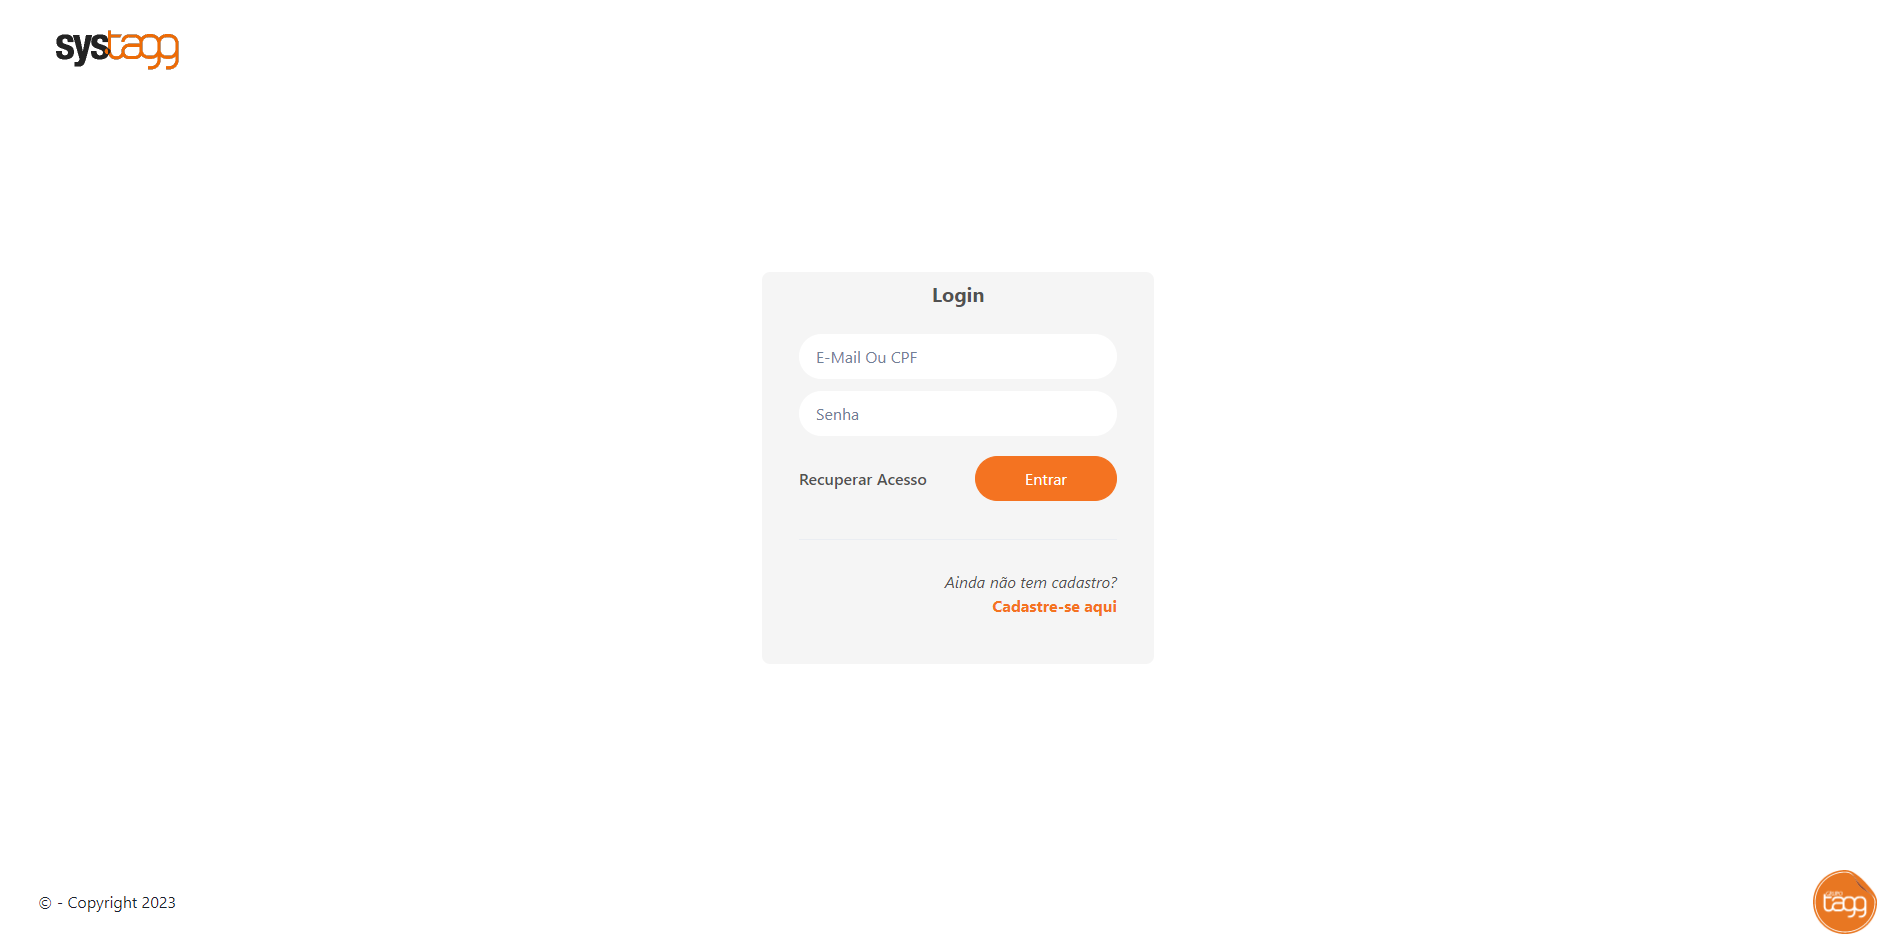 systagg
Login
E-Mail Ou CPF
Senha
Recuperar Acesso
Entrar
Ainda não tem cadastro?
Cadastre-se aqui
© - Copyright 2023
GRUPO
tagg